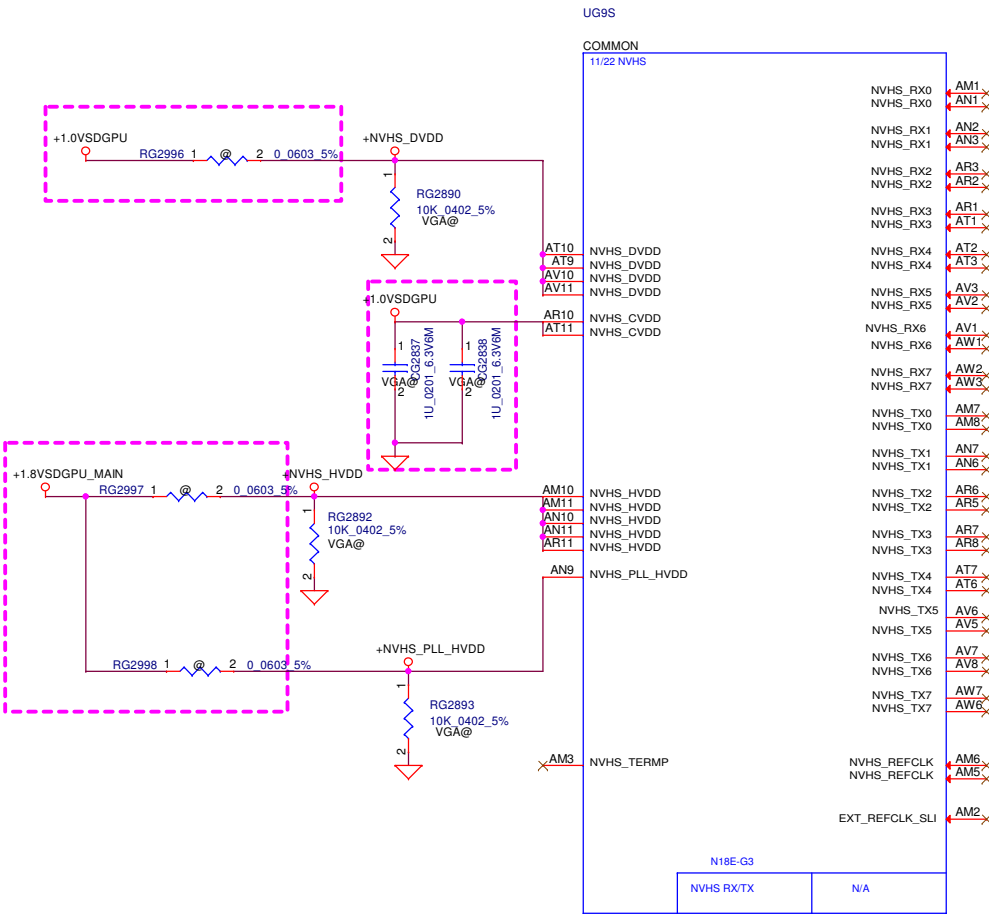 UG9S
COMMON
11/22 NVHS
+1.0VSDGPU
RG2996 1 @ 2 0_0603_5%
+NVHS_DVDD
1
RG2890
10K_0402_5%
VGA@
2
AT10 NVHS_DVDD
AT9 NVHS_DVDD
AV10 NVHS_DVDD
AV11 NVHS_DVDD
+1.0VSDGPU
AR10 NVHS_CVDD
AT11 NVHS_CVDD
1
CG2837
1U_0201_6.3V6M
VGA@
2
1
CG2838
1U_0201_6.3V6M
VGA@
2
+1.8VSDGPU_MAIN
RG2997 1 @ 2 0_0603_5%
+NVHS_HVDD
1
RG2892
10K_0402_5%
VGA@
2
AM10 NVHS_HVDD
AM11 NVHS_HVDD
AN10 NVHS_HVDD
AN11 NVHS_HVDD
AR11 NVHS_HVDD
AN9 NVHS_PLL_HVDD
RG2998 1 @ 2 0_0603_5%
+NVHS_PLL_HVDD
1
RG2893
10K_0402_5%
VGA@
2
AM3 NVHS_TERMP
NVHS_RX0 AM1
NVHS_RX0 AN1
NVHS_RX1 AN2
NVHS_RX1 AN3
NVHS_RX2 AR3
NVHS_RX2 AR2
NVHS_RX3 AR1
NVHS_RX3 AT1
NVHS_RX4 AT2
NVHS_RX4 AT3
NVHS_RX5 AV3
NVHS_RX5 AV2
NVHS_RX6 AV1
NVHS_RX6 AW1
NVHS_RX7 AW2
NVHS_RX7 AW3
NVHS_TX0 AM7
NVHS_TX0 AM8
NVHS_TX1 AN7
NVHS_TX1 AN6
NVHS_TX2 AR6
NVHS_TX2 AR5
NVHS_TX3 AR7
NVHS_TX3 AR8
NVHS_TX4 AT7
NVHS_TX4 AT6
NVHS_TX5 AV6
NVHS_TX5 AV5
NVHS_TX6 AV7
NVHS_TX6 AV8
NVHS_TX7 AW7
NVHS_TX7 AW6
NVHS_REFCLK AM6
NVHS_REFCLK AM5
EXT_REFCLK_SLI AM2
N18E-G3
NVHS RX/TX N/A